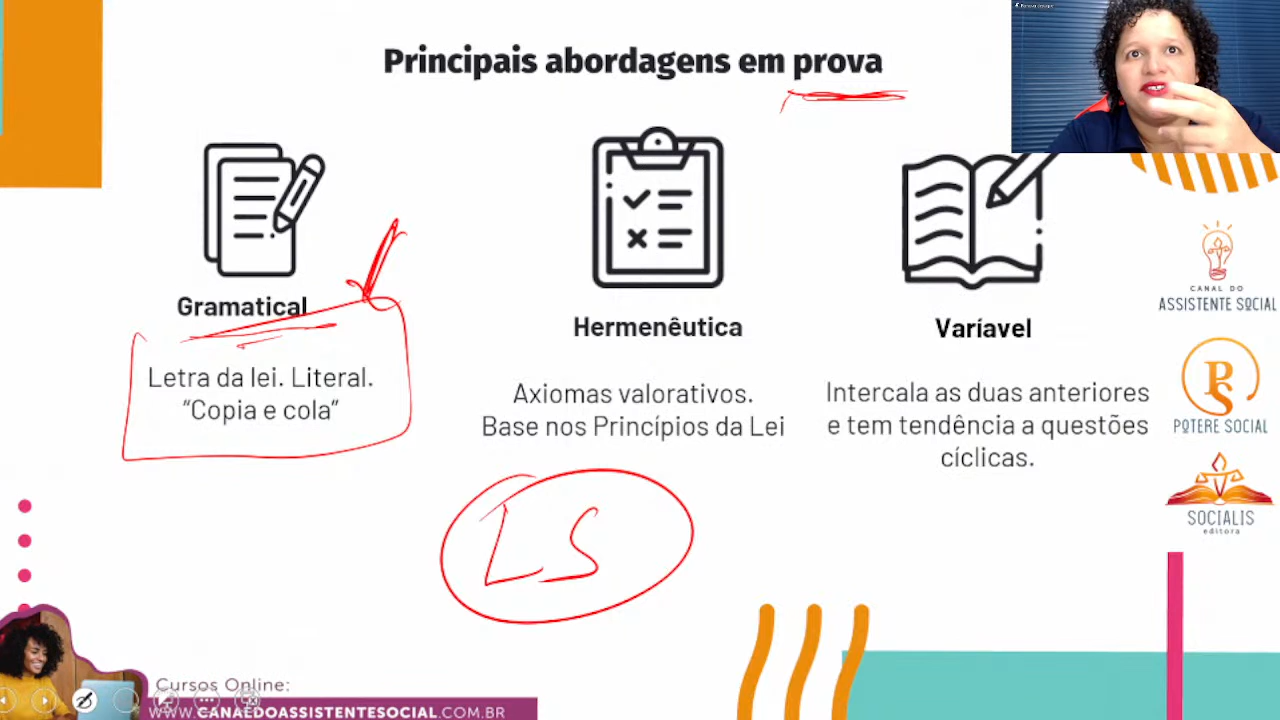 Principais abordagens em prova
Gramatical
Letra da lei. Literal.
“Copia e cola”
Hermenêutica
Axiomas valorativos.
Base nos Princípios da Lei
Varíavel
Intercala as duas anteriores
e tem tendência a questões
cíclicas.
LS
CANAL DO
ASSISTENTE SOCIAL
PS
POTERE SOCIAL
SOCIALIS
editora
Cursos Online:
WWW.CANALDOASSISTENTESOCIAL.COM.BR